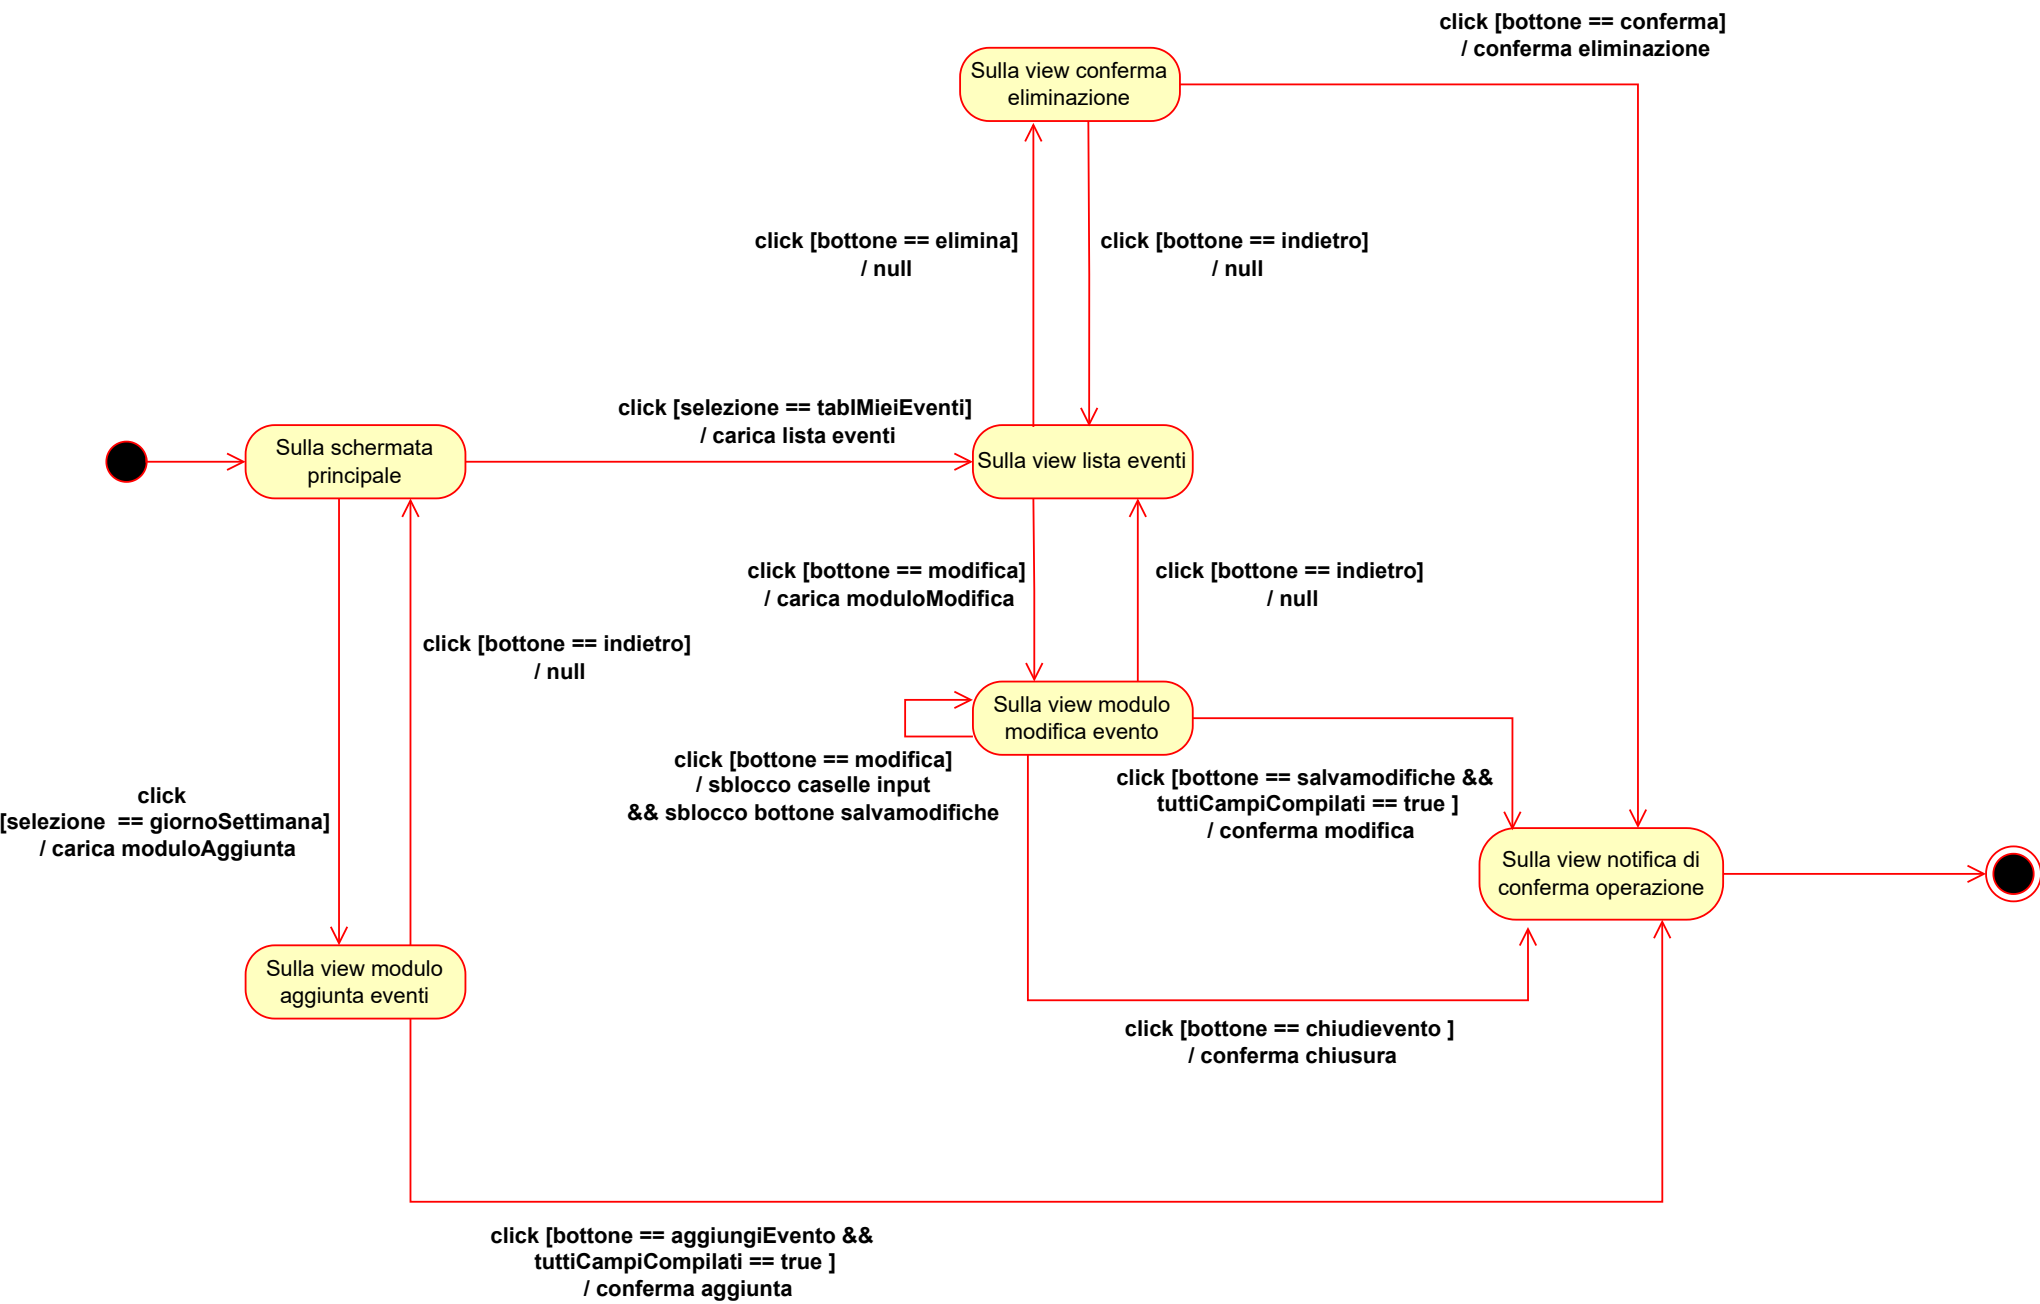 click [bottone == conferma]
/ conferma eliminazione
Sulla view conferma
eliminazione
click [bottone == elimina]
/ null
click [bottone == indietro]
/ null
click [selezione == tabIMieiEventi]
/ carica lista eventi
Sulla schermata
principale
Sulla view lista eventi
click [bottone == modifica]
/ carica moduloModifica
click [bottone == indietro]
/ null
click [bottone == indietro]
/ null
Sulla view modulo
modifica evento
click [bottone == modifica]
/ sblocco caselle input
&& sblocco bottone salvamodifiche
click [bottone == salvamodifiche &&
tuttiCampiCompilati == true ]
/ conferma modifica
click
[selezione  == giornoSettimana]
/ carica moduloAggiunta
Sulla view notifica di
conferma operazione
Sulla view modulo
aggiunta eventi
click [bottone == chiudievento ]
/ conferma chiusura
click [bottone == aggiungiEvento &&
tuttiCampiCompilati == true ]
/ conferma aggiunta